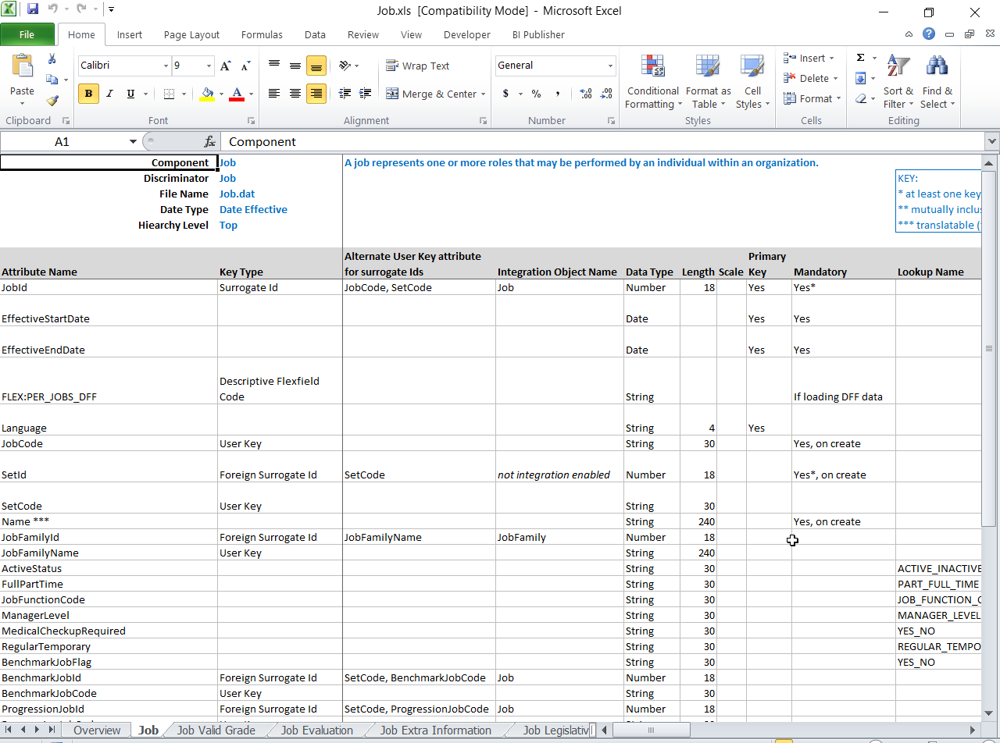 Job.xls [Compatibility Mode] - Microsoft Excel
File Home Insert Page Layout Formulas Data Review View Developer BI Publisher
Calibri 9 Wrap Text General Insert
Paste Merge & Center Conditional Formatting Format as Table Cell Styles Delete Sort & Filter Find & Select
Format
Clipboard Font Alignment Number Styles Cells Editing
A1 fx Component
Component Job A job represents one or more roles that may be performed by an individual within an organization.
Discriminator Job KEY:
File Name Job.dat * at least one key
Date Type Date Effective ** mutually inclu
Hiearchy Level Top *** translatable (
Alternate User Key attribute Primary
Attribute Name Key Type for surrogate Ids Integration Object Name Data Type Length Scale Key Mandatory Lookup Name
JobId Surrogate Id JobCode, SetCode Job Number 18 Yes Yes*
EffectiveStartDate Date Yes Yes
EffectiveEndDate Date Yes Yes
Descriptive Flexfield
FLEX:PER_JOBS_DFF Code String If loading DFF data
Language String 4 Yes
JobCode User Key String 30 Yes, on create
SetId Foreign Surrogate Id SetCode not integration enabled Number 18 Yes*, on create
SetCode User Key String 30
Name *** String 240 Yes, on create
JobFamilyId Foreign Surrogate Id JobFamilyName JobFamily Number 18
JobFamilyName User Key String 240
ActiveStatus String 30 ACTIVE_INACTIVE
FullPartTime String 30 PART_FULL_TIME
JobFunctionCode String 30 JOB_FUNCTION_C
ManagerLevel String 30 MANAGER_LEVEL
MedicalCheckupRequired String 30 YES_NO
RegularTemporary String 30 REGULAR_TEMPO
BenchmarkJobFlag String 30 YES_NO
BenchmarkJobId Foreign Surrogate Id SetCode, BenchmarkJobCode Job Number 18
BenchmarkJobCode User Key String 30
ProgressionJobId Foreign Surrogate Id SetCode, ProgressionJobCode Job Number 18
Overview Job Job Valid Grade Job Evaluation Job Extra Information Job Legislativ